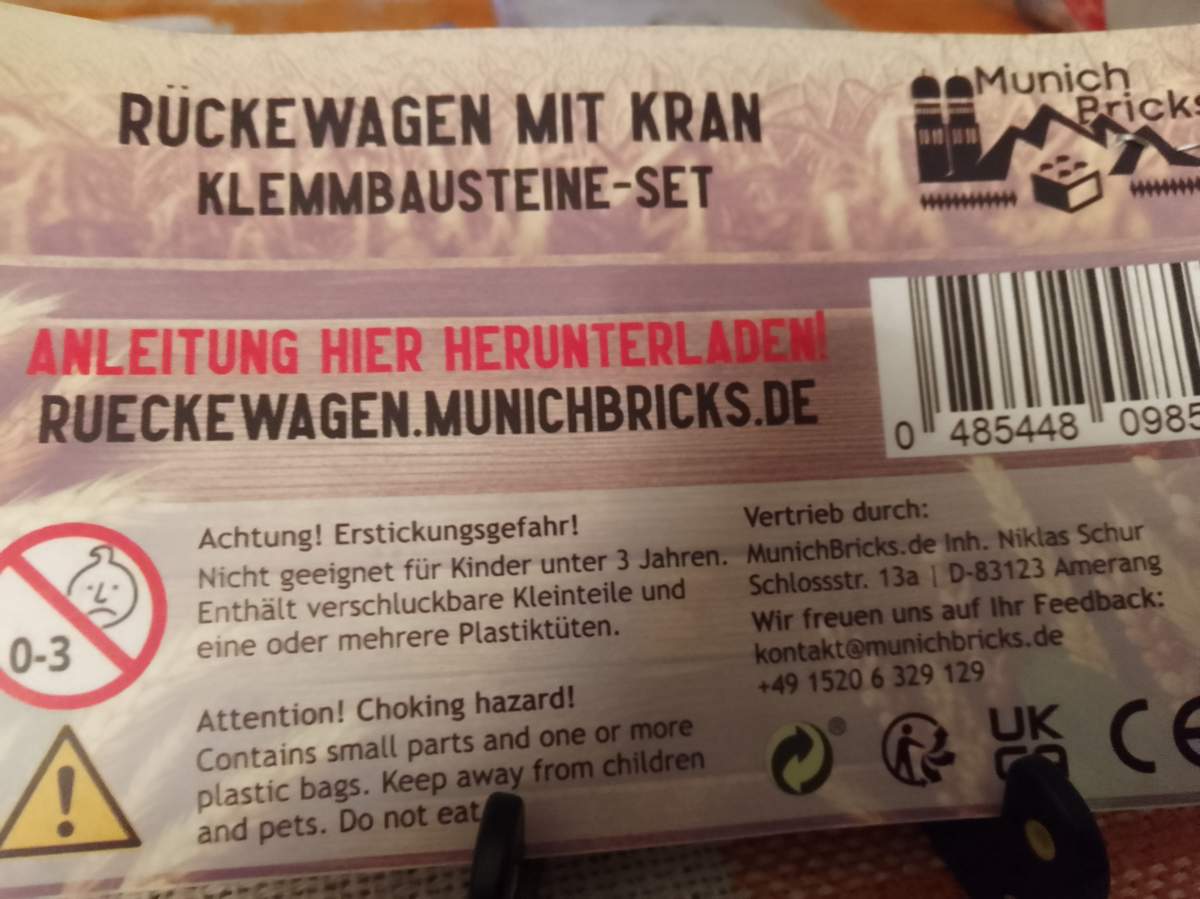 RÜCKEWAGEN MIT KRAN
KLEMMBAUSTEINE-SET
Munich
Bricks
ANLEITUNG HIER HERUNTERLADEN!
RUECKEWAGEN.MUNICHBRICKS.DE
0 485448 0985
Achtung! Erstickungsgefahr!
Nicht geeignet für Kinder unter 3 Jahren.
Enthält verschluckbare Kleinteile und
eine oder mehrere Plastiktüten.
0-3
Attention! Choking hazard!
Contains small parts and one or more
plastic bags. Keep away from children
and pets. Do not eat
Vertrieb durch:
MunichBricks.de Inh. Niklas Schur
Schlossstr. 13a | D-83123 Amerang
Wir freuen uns auf Ihr Feedback:
kontakt@munichbricks.de
+49 1520 6 329 129
®
UK
CE